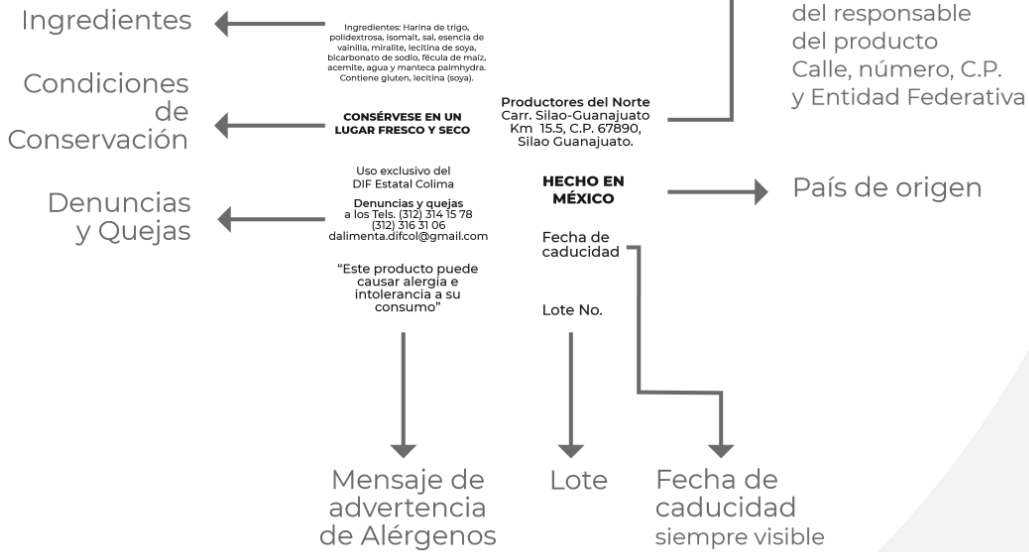 Ingredientes
Ingredientes: Harina de trigo,
polidextrosa, isomalt, sal, esencia de
vainilla, miralite, lecitina de soya,
bicarbonato de sodio, fécula de maíz,
acemite, agua y manteca palmhydra.
Contiene gluten, lecitina (soya).
del responsable
del producto
Calle, número, C.P.
y Entidad Federativa
Condiciones
de
Conservación
CONSÉRVESE EN UN
LUGAR FRESCO Y SECO
Productores del Norte
Carr. Silao-Guanajuato
Km 15.5, C.P. 67890,
Silao Guanajuato.
Denuncias
y Quejas
Uso exclusivo del
DIF Estatal Colima
Denuncias y quejas
a los Tels. (312) 314 15 78
(312) 316 31 06
dalimenta.difcol@gmail.com
HECHO EN
MÉXICO
País de origen
Fecha de
caducidad
"Este producto puede
causar alergia e
intolerancia a su
consumo"
Lote No.
Mensaje de
advertencia
de Alérgenos
Lote
Fecha de
caducidad
siempre visible